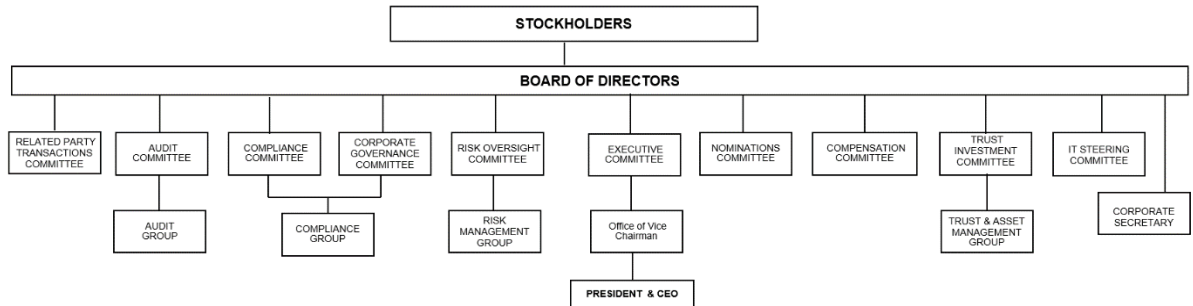 STOCKHOLDERS
BOARD OF DIRECTORS
RELATED PARTY
TRANSACTIONS
COMMITTEE
AUDIT
COMMITTEE
COMPLIANCE
COMMITTEE
CORPORATE
GOVERNANCE
COMMITTEE
RISK OVERSIGHT
COMMITTEE
EXECUTIVE
COMMITTEE
NOMINATIONS
COMMITTEE
COMPENSATION
COMMITTEE
TRUST
INVESTMENT
COMMITTEE
IT STEERING
COMMITTEE
AUDIT
GROUP
COMPLIANCE
GROUP
RISK
MANAGEMENT
GROUP
Office of Vice
Chairman
TRUST & ASSET
MANAGEMENT
GROUP
CORPORATE
SECRETARY
PRESIDENT & CEO